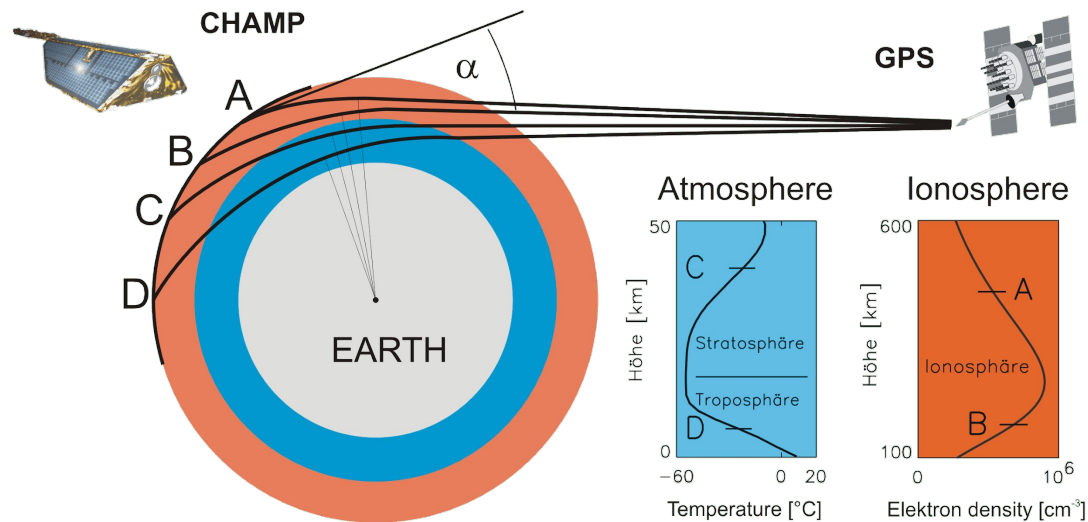 CHAMP
GPS
α
A
B
C
D
EARTH
Atmosphere
50
Höhe [km]
C
Stratosphäre
Troposphäre
D
0
-60
0
20
Temperature [°C]
Ionosphere
600
Höhe [km]
A
Ionosphäre
B
100
0
10⁶
Elektron density [cm⁻³]